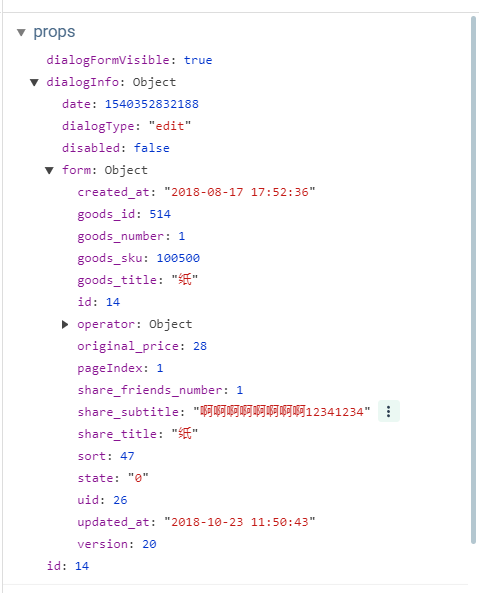 props
dialogFormVisible: true
dialogInfo: Object
date: 1540352832188
dialogType: "edit"
disabled: false
form: Object
created_at: "2018-08-17 17:52:36"
goods_id: 514
goods_number: 1
goods_sku: 100500
goods_title: "纸"
id: 14
operator: Object
original_price: 28
pageIndex: 1
share_friends_number: 1
share_subtitle: "啊啊啊啊啊啊啊啊12341234"
share_title: "纸"
sort: 47
state: "0"
uid: 26
updated_at: "2018-10-23 11:50:43"
version: 20
id: 14